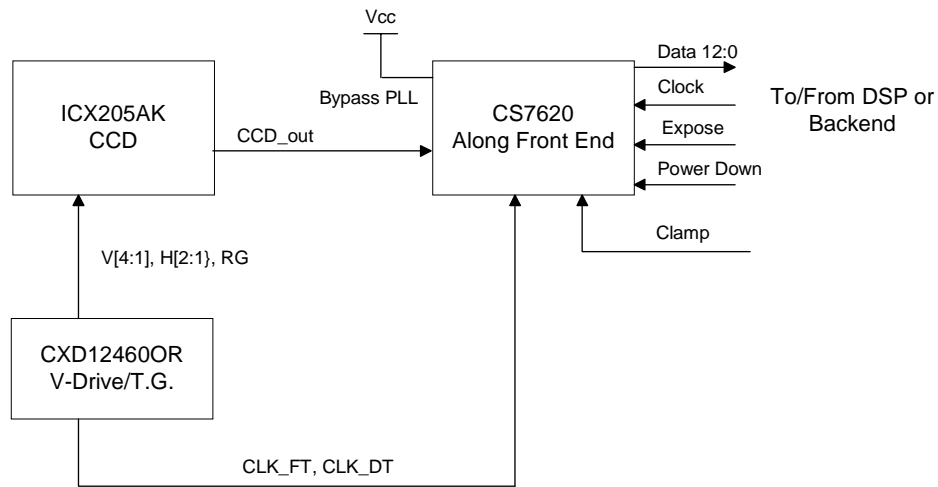 Vcc
Data 12:0
Bypass PLL
Clock
To/From DSP or
Backend
ICX205AK
CCD
CCD_out
CS7620
Along Front End
Expose
Power Down
Clamp
V[4:1], H[2:1}, RG
CXD12460OR
V-Drive/T.G.
CLK_FT, CLK_DT